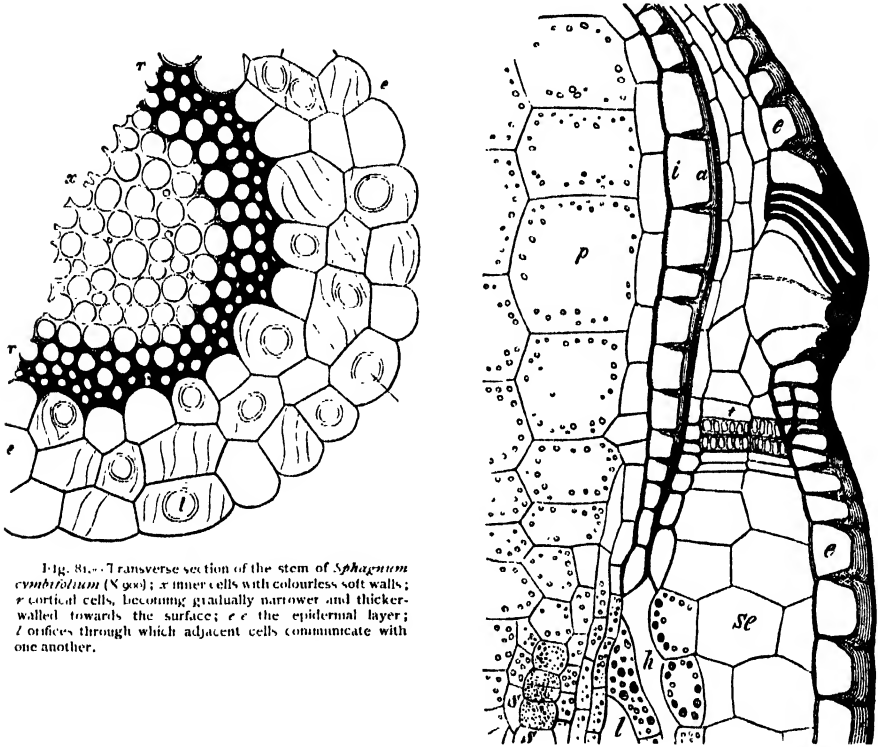 Fig. 81.--Transverse section of the stem of Sphagnum
cymbifolium (X 900); x inner cells with colourless soft walls;
r cortical cells, becoming gradually narrower and thicker-
walled towards the surface; e e the epidermal layer;
l orifices through which adjacent cells communicate with
one another.
r
e
x
r
e
l
e
i a
p
t
e
se
h
l
s'
s